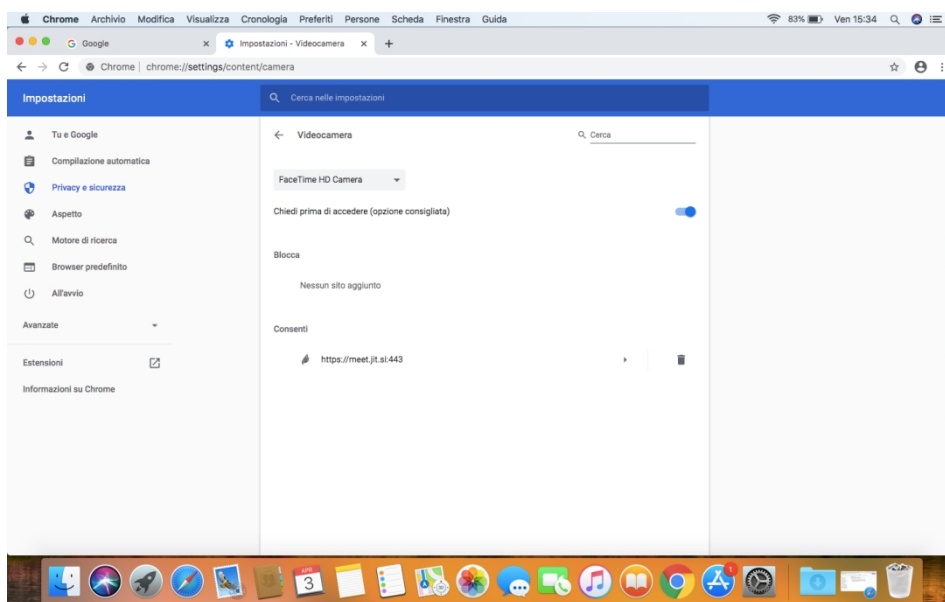 Chrome Archivio Modifica Visualizza Cronologia Preferiti Persone Scheda Finestra Guida 83% Ven 15:34
Google Impostazioni - Videocamera
Chrome | chrome://settings/content/camera
Impostazioni Cerca nelle impostazioni
Tu e Google
Compilazione automatica
Privacy e sicurezza
Aspetto
Motore di ricerca
Browser predefinito
All'avvio
Avanzate
Estensioni
Informazioni su Chrome
Videocamera Cerca
FaceTime HD Camera
Chiedi prima di accedere (opzione consigliata)
Blocca
Nessun sito aggiunto
Consenti
https://meet.jit.si:443
APR
3
1